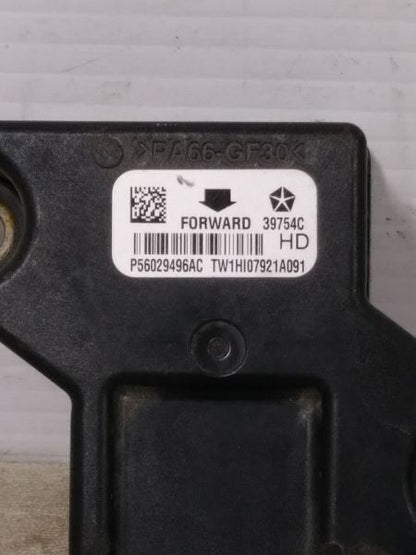 >PA66-GF30<
FORWARD 39754C
HD
P56029496AC TW1HI07921A091